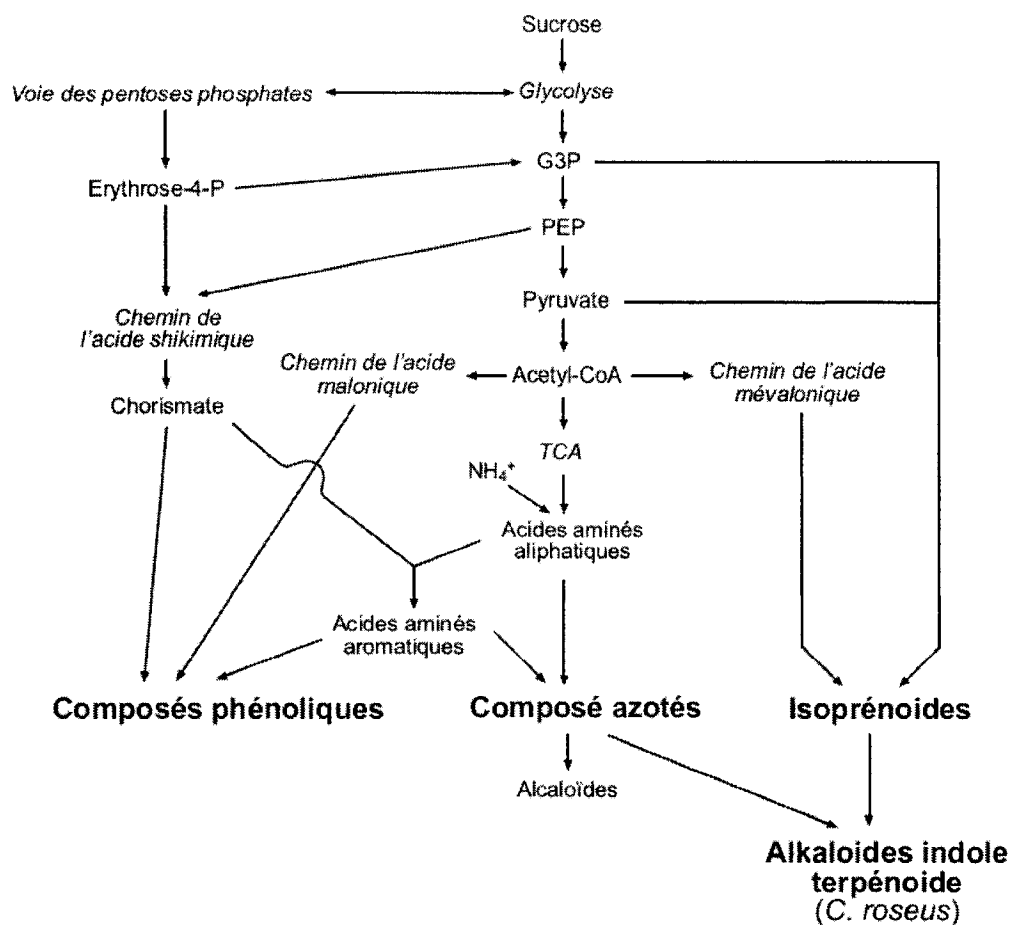 Sucrose
Voie des pentoses phosphates
Glycolyse
G3P
Erythrose-4-P
PEP
Pyruvate
Chemin de
l'acide shikimique
Chemin de l'acide
malonique
Acetyl-CoA
Chemin de l'acide
mévalonique
Chorismate
TCA
NH₄⁺
Acides aminés
aliphatiques
Acides aminés
aromatiques
Composés phénoliques
Composé azotés
Isoprénoides
Alcaloïdes
Alkaloides indole
terpénoide
(C. roseus)